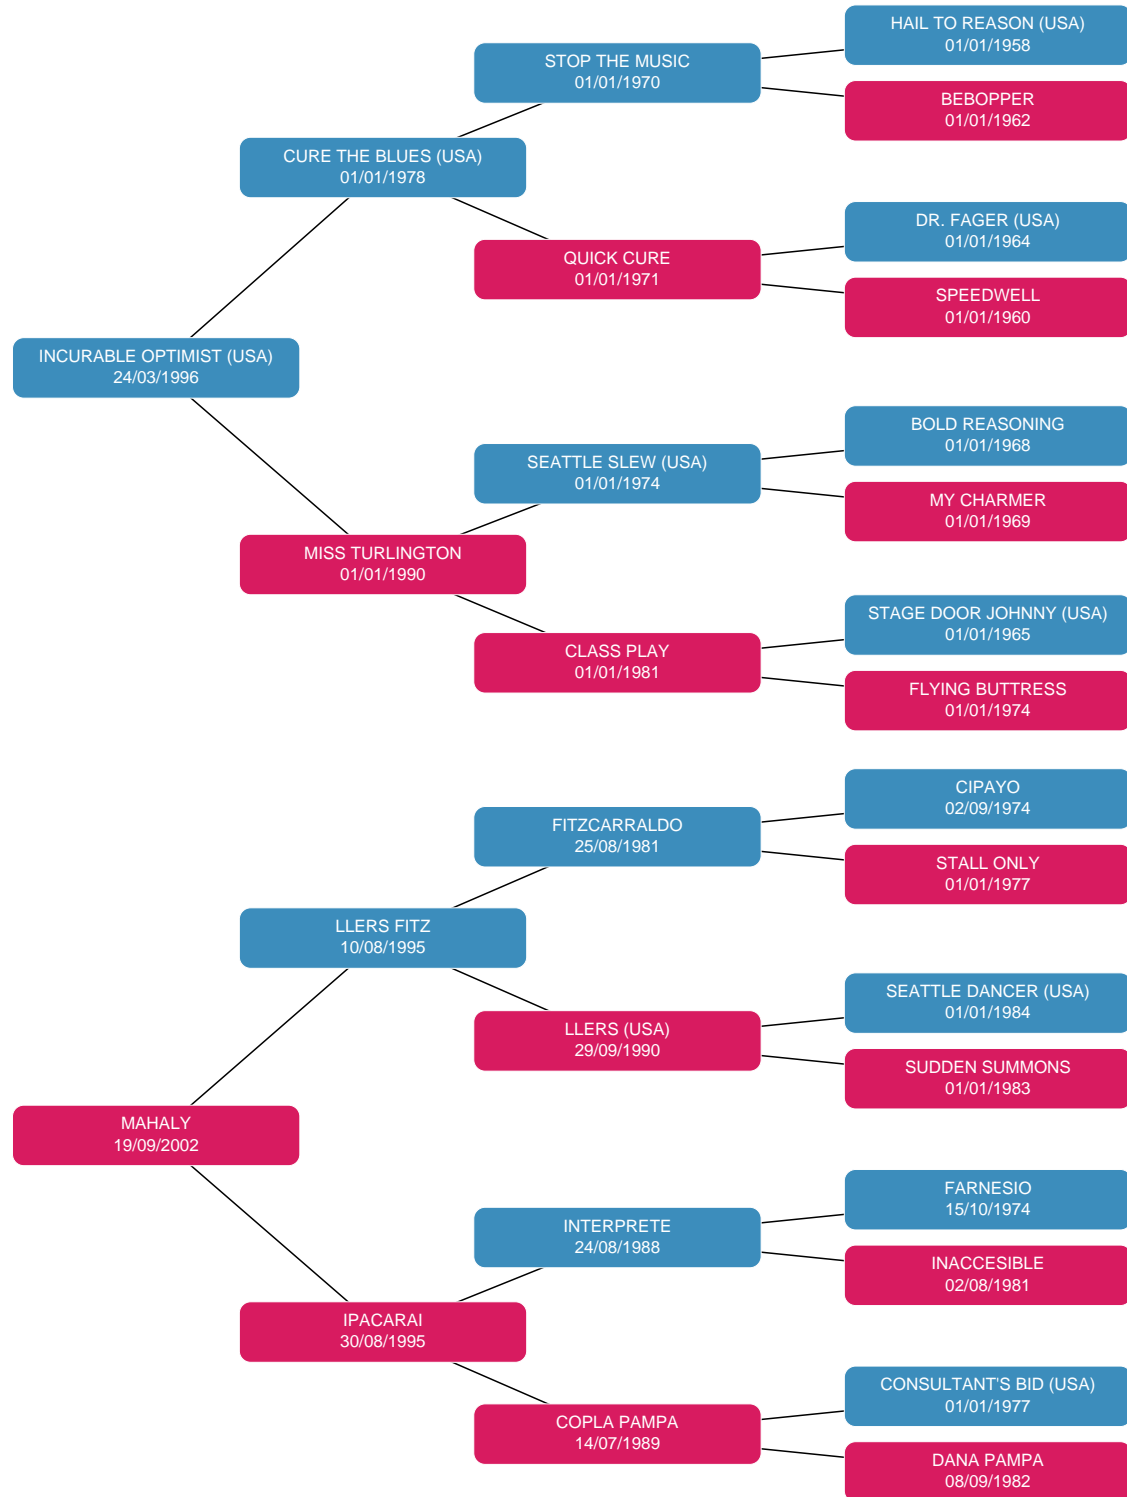 HAIL TO REASON (USA)
01/01/1958
STOP THE MUSIC
01/01/1970
BEBOPPER
01/01/1962
CURE THE BLUES (USA)
01/01/1978
DR. FAGER (USA)
01/01/1964
QUICK CURE
01/01/1971
SPEEDWELL
01/01/1960
INCURABLE OPTIMIST (USA)
24/03/1996
BOLD REASONING
01/01/1968
SEATTLE SLEW (USA)
01/01/1974
MY CHARMER
01/01/1969
MISS TURLINGTON
01/01/1990
STAGE DOOR JOHNNY (USA)
01/01/1965
CLASS PLAY
01/01/1981
FLYING BUTTRESS
01/01/1974
CIPAYO
02/09/1974
FITZCARRALDO
25/08/1981
STALL ONLY
01/01/1977
LLERS FITZ
10/08/1995
SEATTLE DANCER (USA)
01/01/1984
LLERS (USA)
29/09/1990
SUDDEN SUMMONS
01/01/1983
MAHALY
19/09/2002
FARNESIO
15/10/1974
INTERPRETE
24/08/1988
INACCESIBLE
02/08/1981
IPACARAI
30/08/1995
CONSULTANT'S BID (USA)
01/01/1977
COPLA PAMPA
14/07/1989
DANA PAMPA
08/09/1982